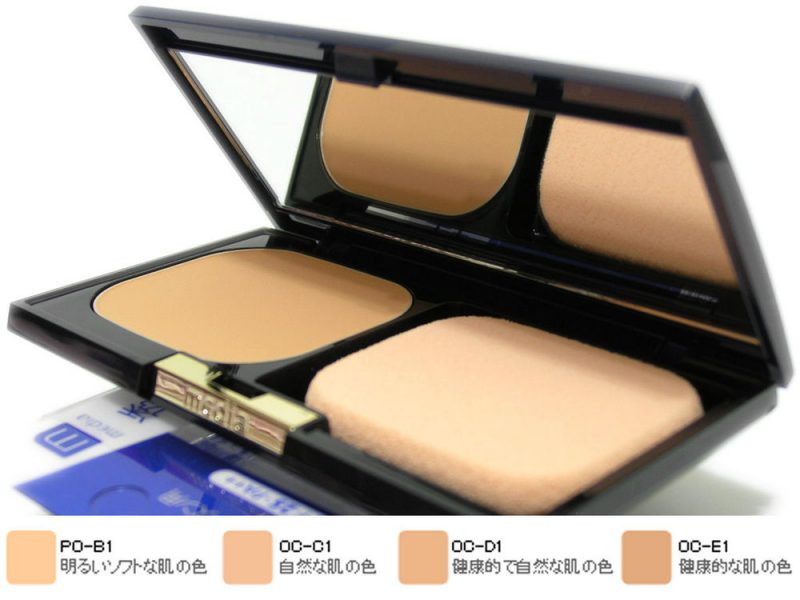 media
media
PO-B1
明るいソフトな肌の色
OC-C1
自然な肌の色
OC-D1
健康的で自然な肌の色
OC-E1
健康的な肌の色